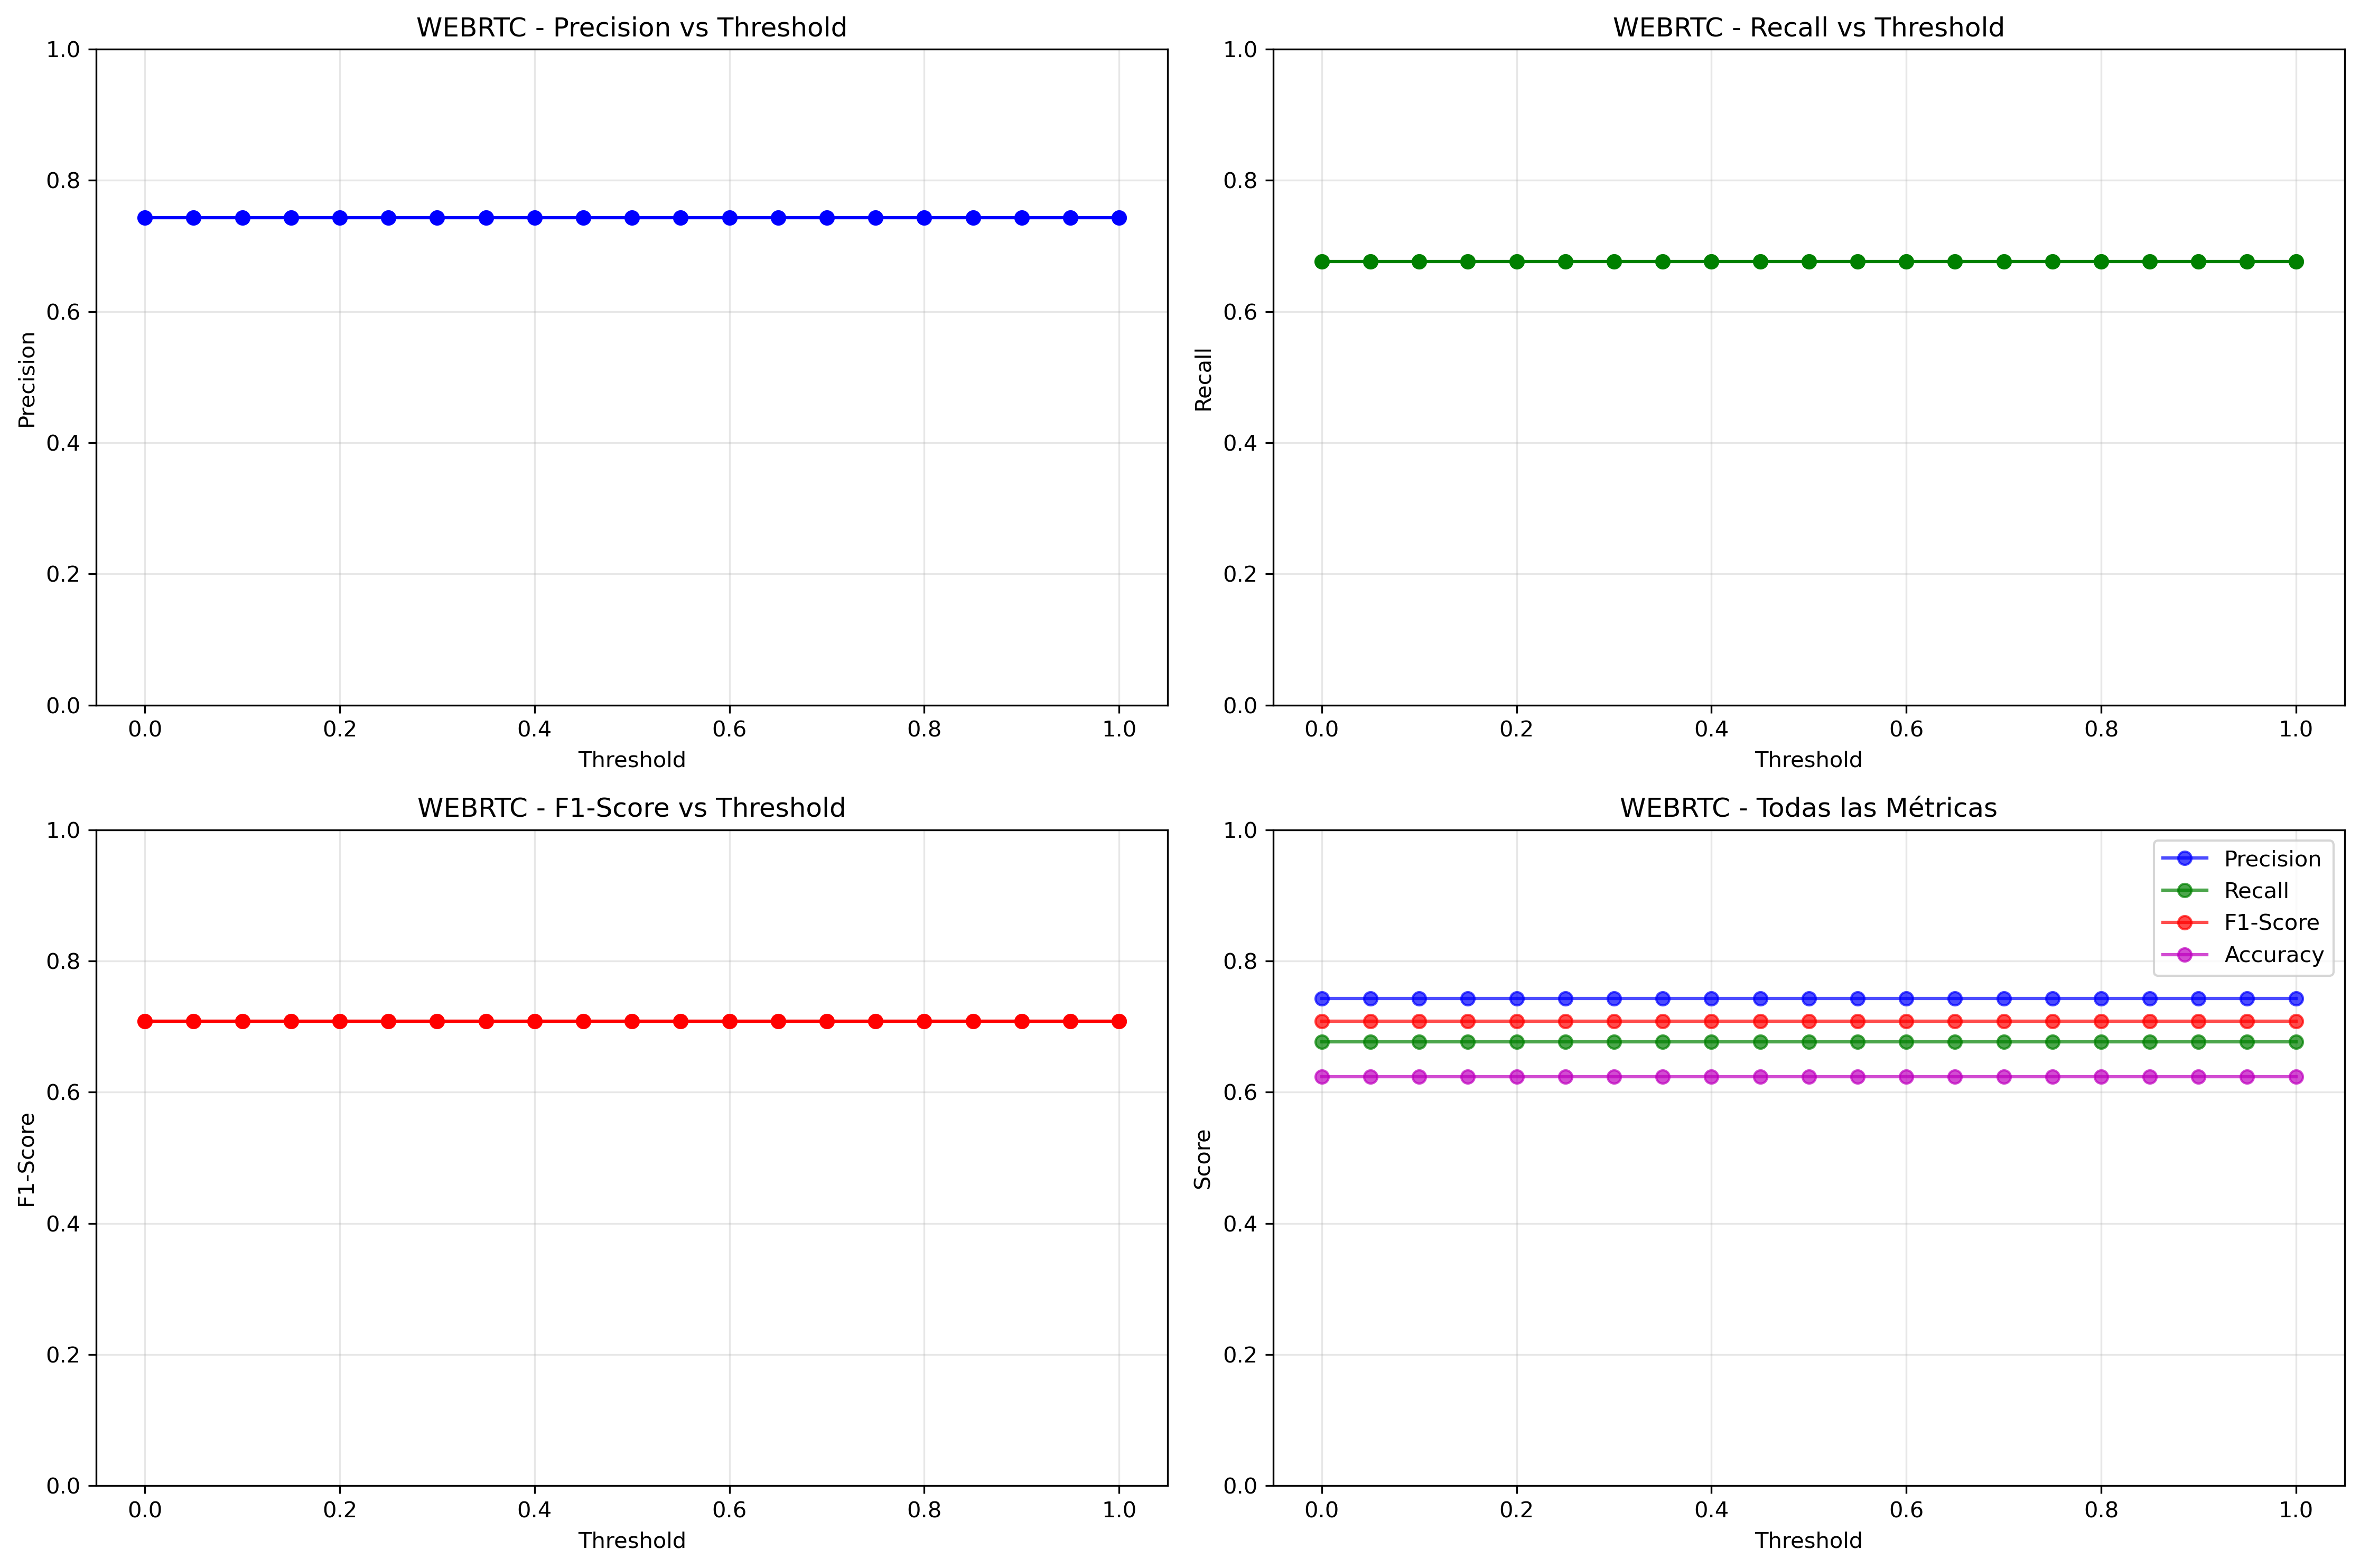 WEBRTC - Precision vs Threshold
1.0
0.8
0.6
0.4
0.2
0.0
Precision
0.0 0.2 0.4 0.6 0.8 1.0
Threshold
WEBRTC - Recall vs Threshold
1.0
0.8
0.6
0.4
0.2
0.0
Recall
0.0 0.2 0.4 0.6 0.8 1.0
Threshold
WEBRTC - F1-Score vs Threshold
1.0
0.8
0.6
0.4
0.2
0.0
F1-Score
0.0 0.2 0.4 0.6 0.8 1.0
Threshold
WEBRTC - Todas las Métricas
1.0
0.8
0.6
0.4
0.2
0.0
Score
Precision
Recall
F1-Score
Accuracy
0.0 0.2 0.4 0.6 0.8 1.0
Threshold